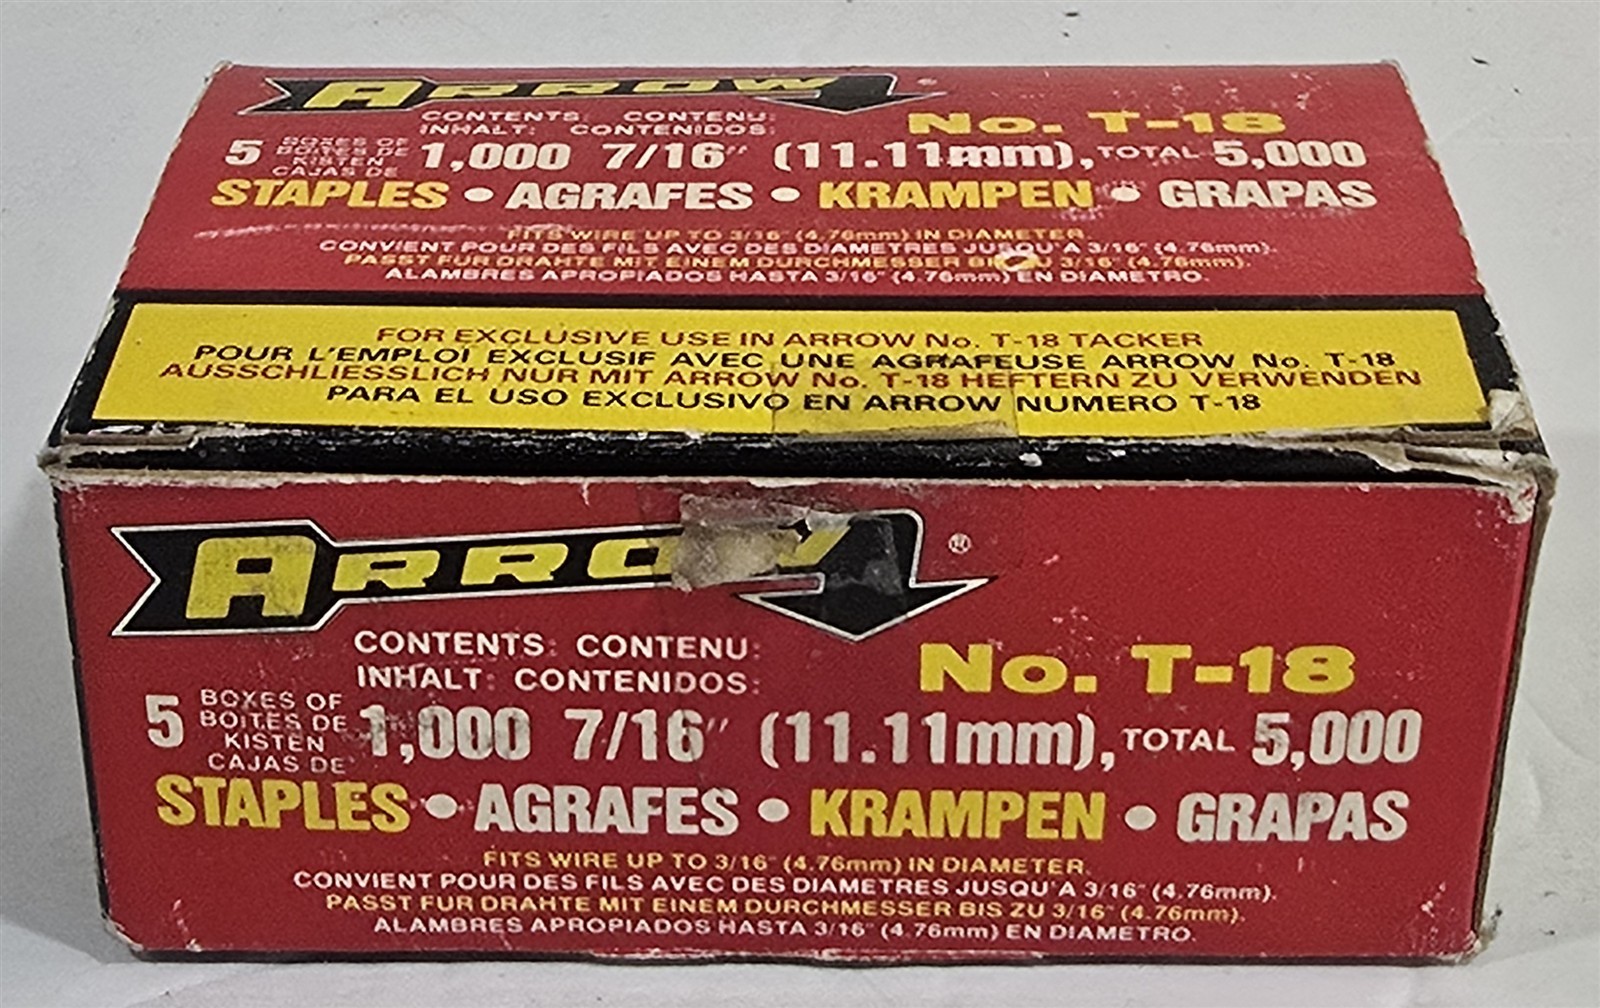 ARROW ®
CONTENTS CONTENU:
INHALT: CONTENIDOS:
No. T-18
5 BOXES OF
BOITES DE
KISTEN
CAJAS DE
1,000 7/16" (11.11mm), TOTAL 5,000
STAPLES • AGRAFES • KRAMPEN • GRAPAS
FITS WIRE UP TO 3/16" (4.76mm) IN DIAMETER.
CONVIENT POUR DES FILS AVEC DES DIAMETRES JUSQU'A 3/16" (4.76mm).
PASST FUR DRAHTE MIT EINEM DURCHMESSER 3/16" (4.76mm).
ALAMBRES APROPIADOS HASTA 3/16" (4.76mm) EN DIAMETRO.
FOR EXCLUSIVE USE IN ARROW No. T-18 TACKER
POUR L'EMPLOI EXCLUSIF AVEC UNE AGRAFEUSE ARROW No. T-18
AUSSCHLIESSLICH NUR MIT ARROW No. T-18 HEFTERN ZU VERWENDEN
PARA EL USO EXCLUSIVO EN ARROW NUMERO T-18
ARROW ®
CONTENTS: CONTENU:
INHALT: CONTENIDOS:
No. T-18
5 BOXES OF
BOITES DE
KISTEN
CAJAS DE
1,000 7/16" (11.11mm), TOTAL 5,000
STAPLES • AGRAFES • KRAMPEN • GRAPAS
FITS WIRE UP TO 3/16" (4.76mm) IN DIAMETER.
CONVIENT POUR DES FILS AVEC DES DIAMETRES JUSQU'A 3/16" (4.76mm).
PASST FUR DRAHTE MIT EINEM DURCHMESSER BIS ZU 3/16" (4.76mm).
ALAMBRES APROPIADOS HASTA 3/16" (4.76mm) EN DIAMETRO.